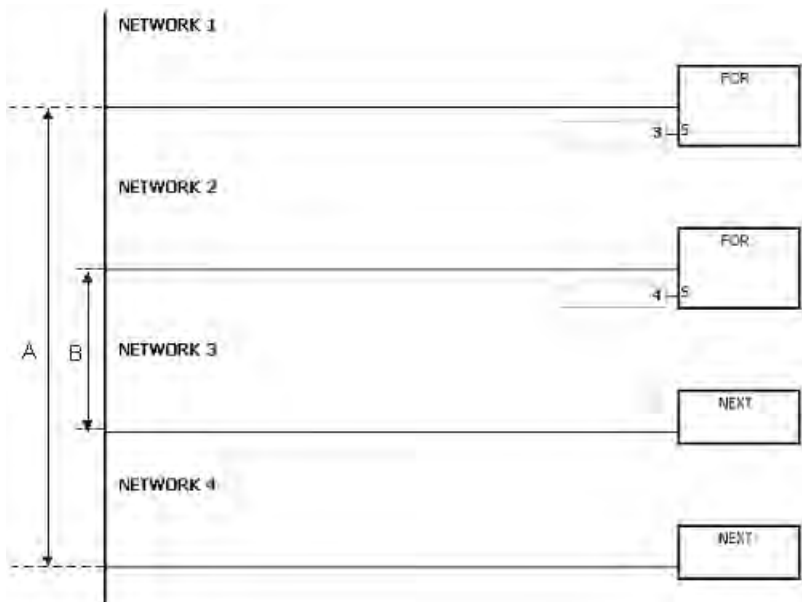 NETWORK 1
FOR
3 S
NETWORK 2
FOR
4 S
A
B
NETWORK 3
NEXT
NETWORK 4
NEXT